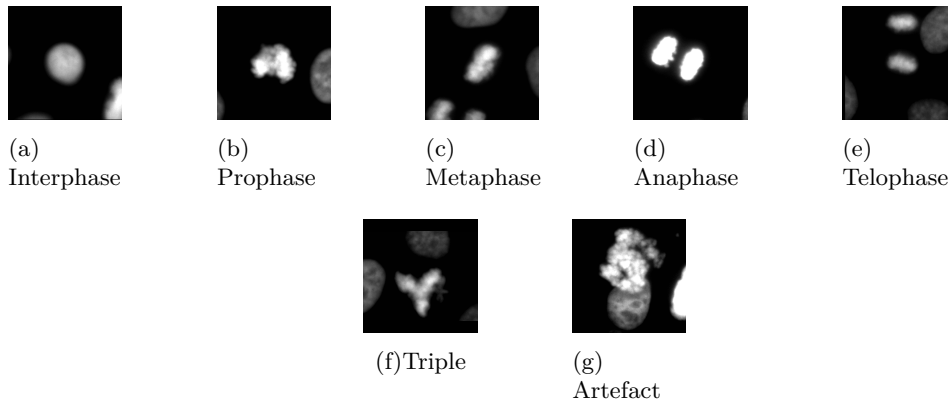 (a)
Interphase
(b)
Prophase
(c)
Metaphase
(d)
Anaphase
(e)
Telophase
(f)Triple
(g)
Artefact